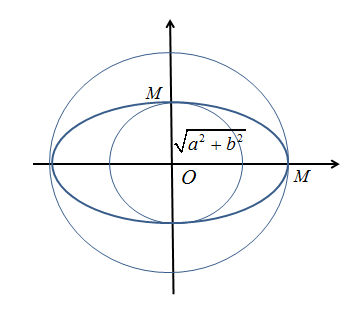 M
√(a² + b²)
O
M